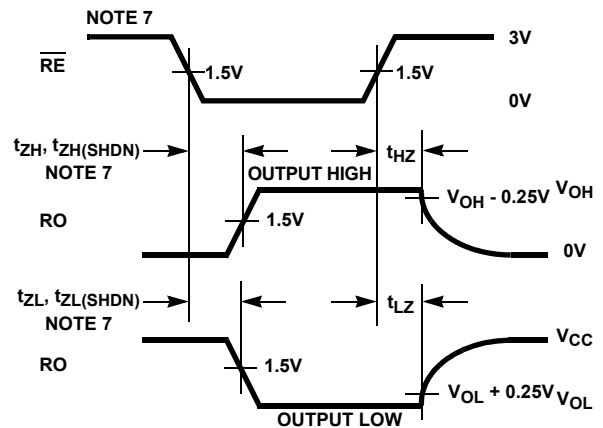 NOTE 7
RE
1.5V
1.5V
3V
0V
tZH, tZH(SHDN)
NOTE 7
OUTPUT HIGH
tHZ
RO
1.5V
VOH - 0.25V
VOH
0V
tZL, tZL(SHDN)
NOTE 7
tLZ
RO
1.5V
VCC
VOL + 0.25V
VOL
OUTPUT LOW